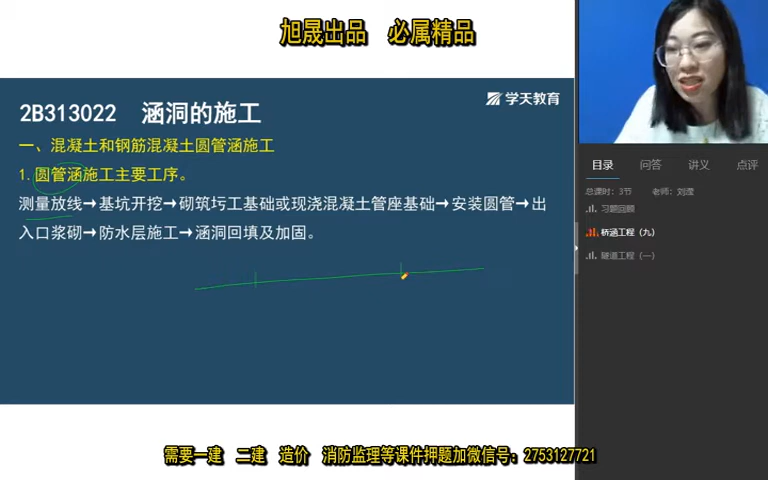 旭晟出品 必属精品
2B313022 涵洞的施工
学天教育
一、混凝土和钢筋混凝土圆管涵施工
1.圆管涵施工主要工序。
测量放线→基坑开挖→砌筑圬工基础或现浇混凝土管座基础→安装圆管→出
入口浆砌→防水层施工→涵洞回填及加固。
目录 问答 讲义 点评
总课时：3节 老师：刘滢
习题回顾
桥涵工程（九）
隧道工程（一）
需要一建 二建 造价 消防监理等课件押题加微信号：2753127721